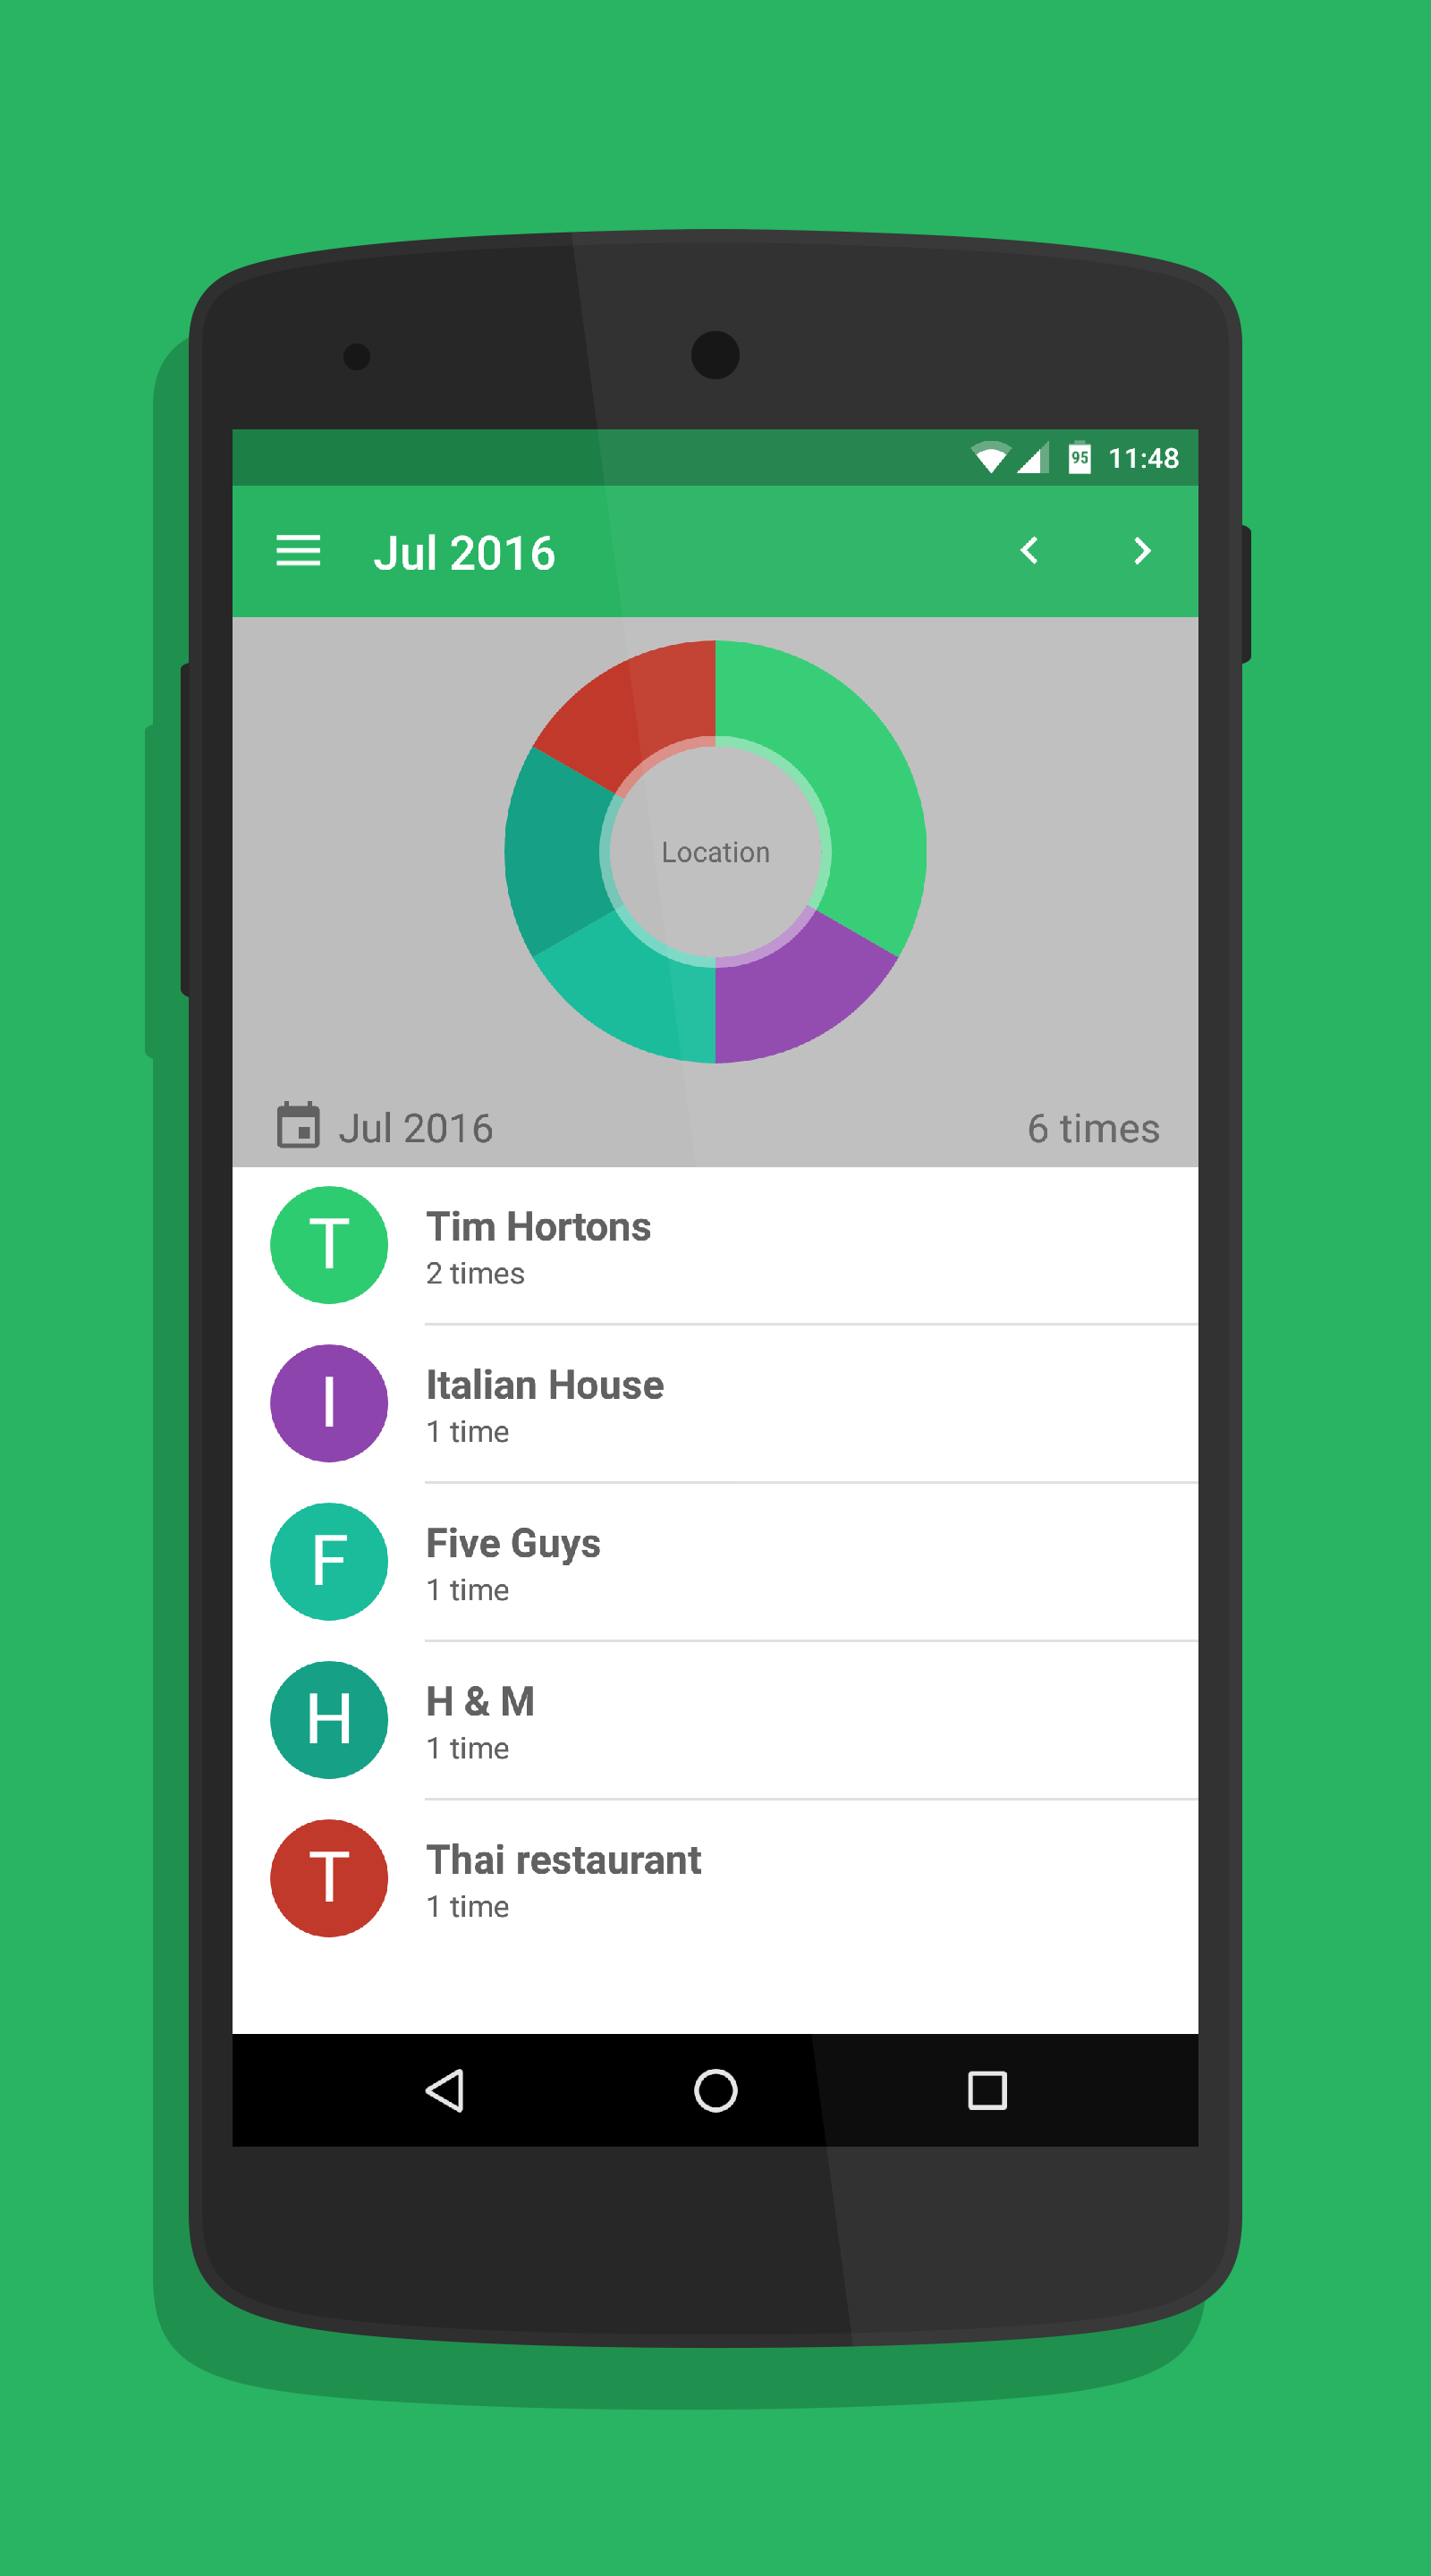 95 11:48
Jul 2016
Location
Jul 2016 6 times
T Tim Hortons
2 times
I Italian House
1 time
F Five Guys
1 time
H H & M
1 time
T Thai restaurant
1 time